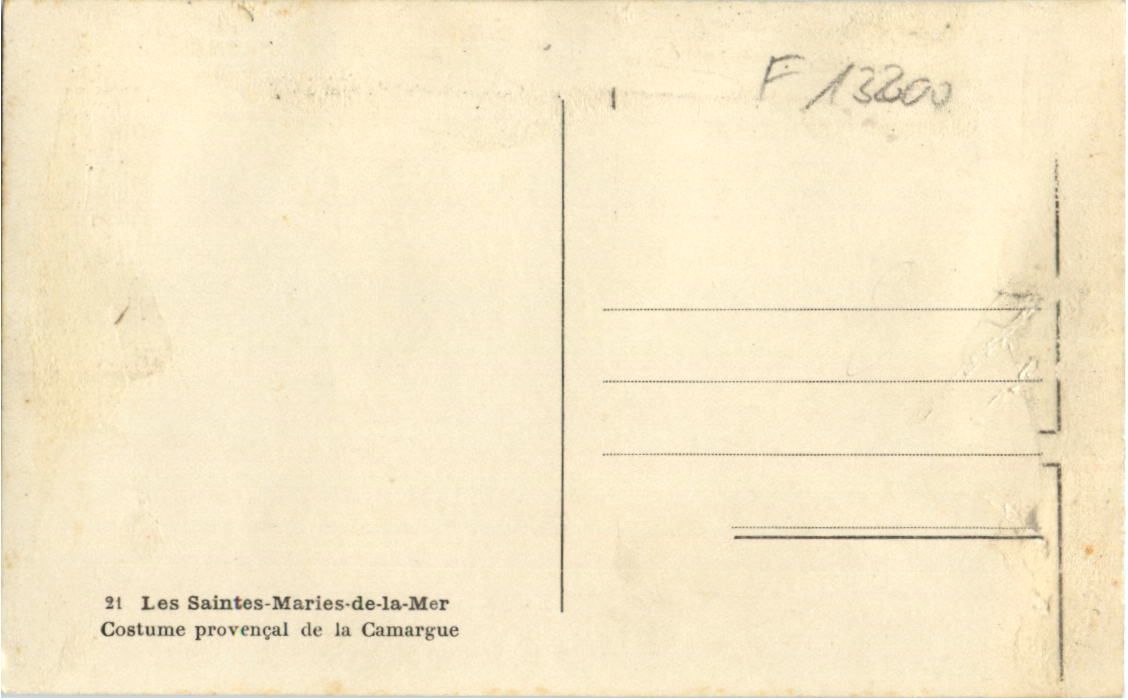 F 13200
21 Les Saintes-Maries-de-la-Mer
Costume provençal de la Camargue